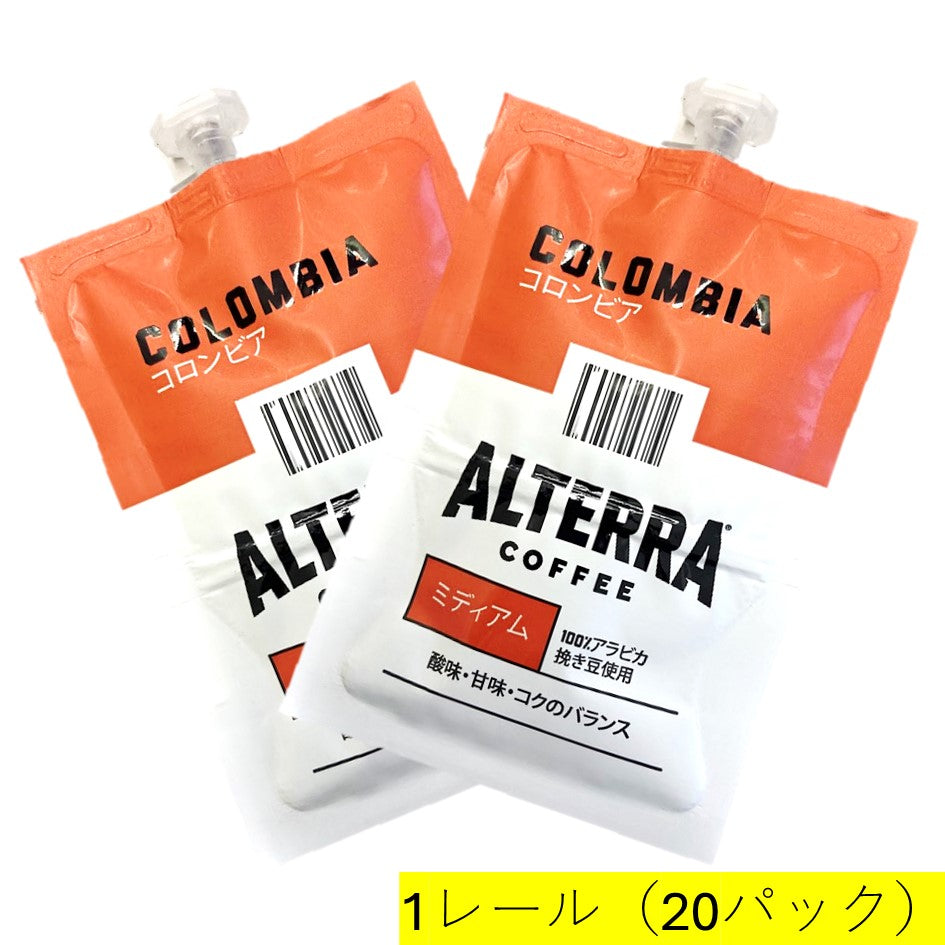 COLOMBIA
コロンビア
COLOMBIA
コロンビア
ALTERRA®
COFFEE
ミディアム
100%アラビカ
挽き豆使用
酸味・甘味・コクのバランス
1レール（20パック）